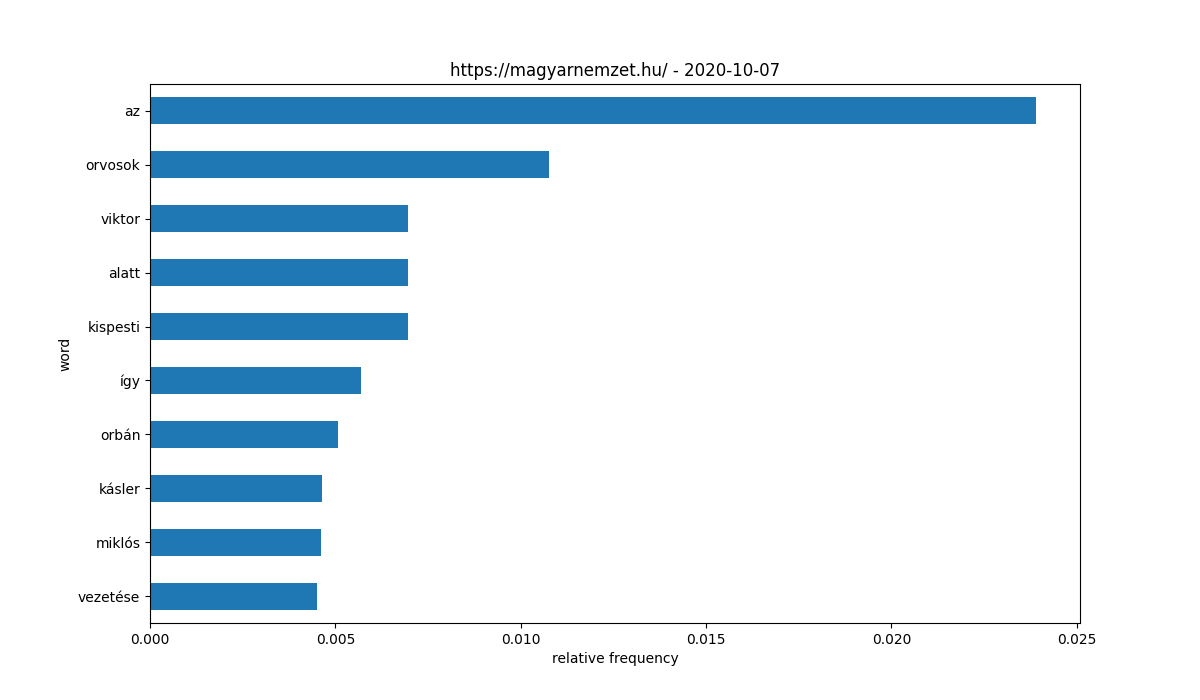 https://magyarnemzet.hu/ - 2020-10-07
word
az
orvosok
viktor
alatt
kispesti
így
orbán
kásler
miklós
vezetése
0.000 0.005 0.010 0.015 0.020 0.025
relative frequency